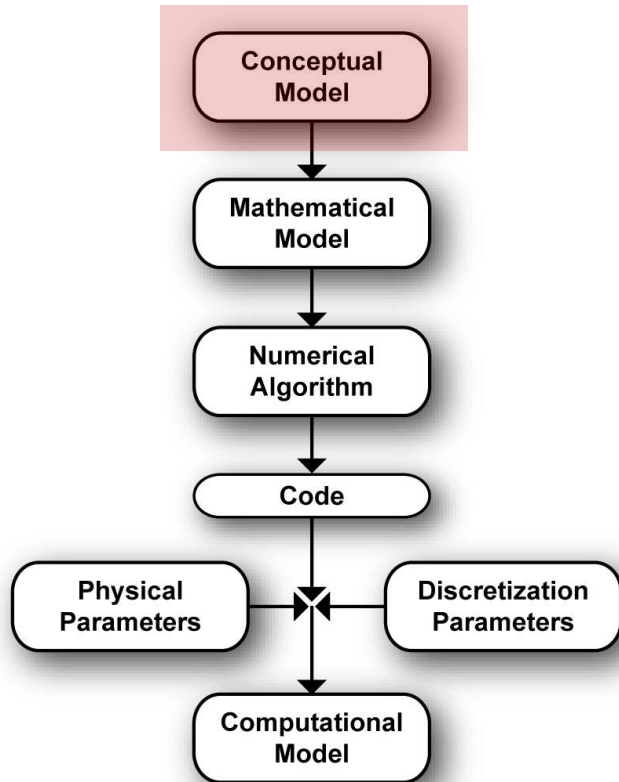 Conceptual
Model
Mathematical
Model
Numerical
Algorithm
Code
Physical
Parameters
Discretization
Parameters
Computational
Model